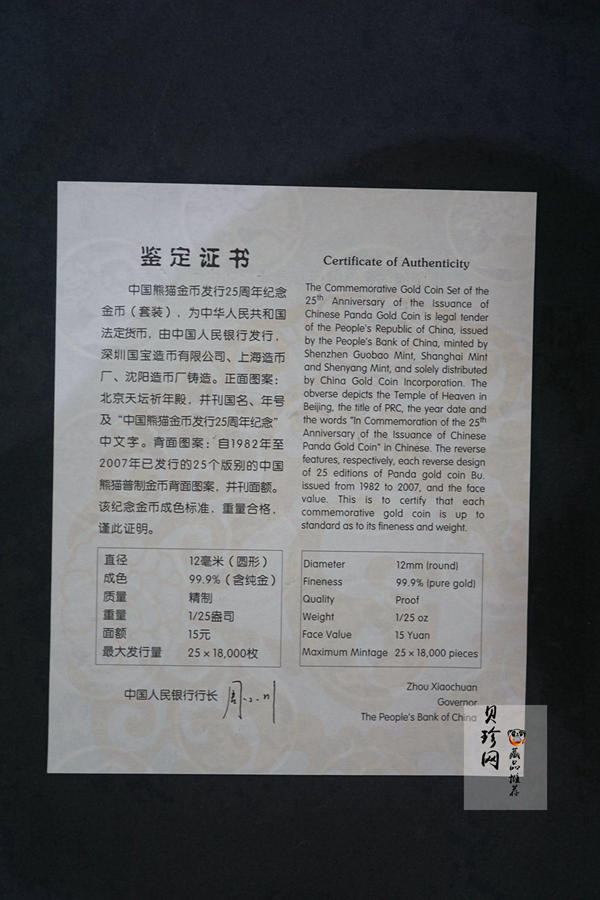 鉴定证书
中国熊猫金币发行25周年纪念
金币（套装），为中华人民共和国
法定货币，由中国人民银行发行，
深圳国宝造币有限公司、上海造币
厂、沈阳造币厂铸造。正面图案：
北京天坛祈年殿，并刊国名、年号
及“中国熊猫金币发行25周年纪念”
中文字。背面图案：自1982年至
2007年已发行的25个版别的中国
熊猫普制金币背面图案，并刊面额。
该纪念金币成色标准，重量合格，
谨此证明。
直径 12毫米（圆形）
成色 99.9%（含纯金）
质量 精制
重量 1/25盎司
面额 15元
最大发行量 25×18,000枚
中国人民银行行长
Certificate of Authenticity
The Commemorative Gold Coin Set of the
25th Anniversary of the Issuance of
Chinese Panda Gold Coin is legal tender
of the People's Republic of China, issued
by the People's Bank of China, minted by
Shenzhen Guobao Mint, Shanghai Mint
and Shenyang Mint, and solely distributed
by China Gold Coin Incorporation. The
obverse depicts the Temple of Heaven in
Beijing, the title of PRC, the year date and
the words "In Commemoration of the 25th
Anniversary of the Issuance of Chinese
Panda Gold Coin" in Chinese. The reverse
features, respectively, each reverse design
of 25 editions of Panda gold coin Bu.
issued from 1982 to 2007, and the face
value. This is to certify that each
commemorative gold coin is up to
standard as to its fineness and weight.
Diameter 12mm (round)
Fineness 99.9% (pure gold)
Quality Proof
Weight 1/25 oz
Face Value 15 Yuan
Maximum Mintage 25 × 18,000 pieces
Zhou Xiaochuan
Governor
The People's Bank of China
贝珍网
藏品推荐